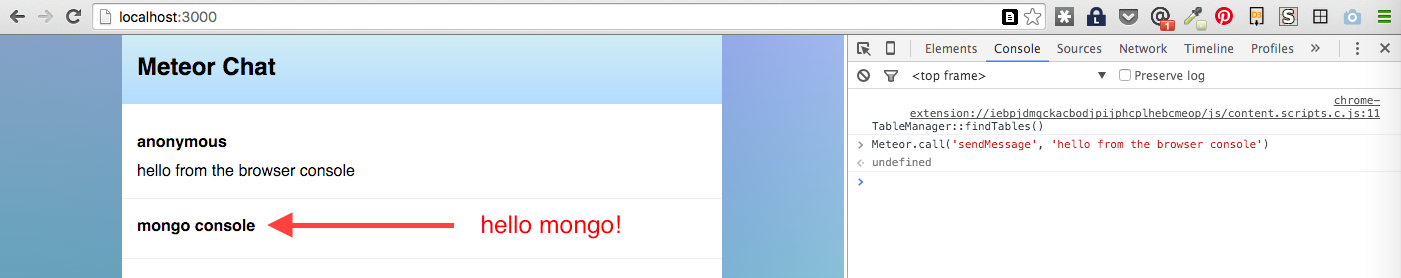 localhost:3000
1
Meteor Chat
anonymous
hello from the browser console
mongo console
hello mongo!
Elements Console Sources Network Timeline Profiles »
<top frame> ▼ Preserve log
chrome-
extension://iebpjdmgckacbodjpijphcplhebcmeop/js/content.scripts.c.js:11
TableManager::findTables()
> Meteor.call('sendMessage', 'hello from the browser console')
undefined
>